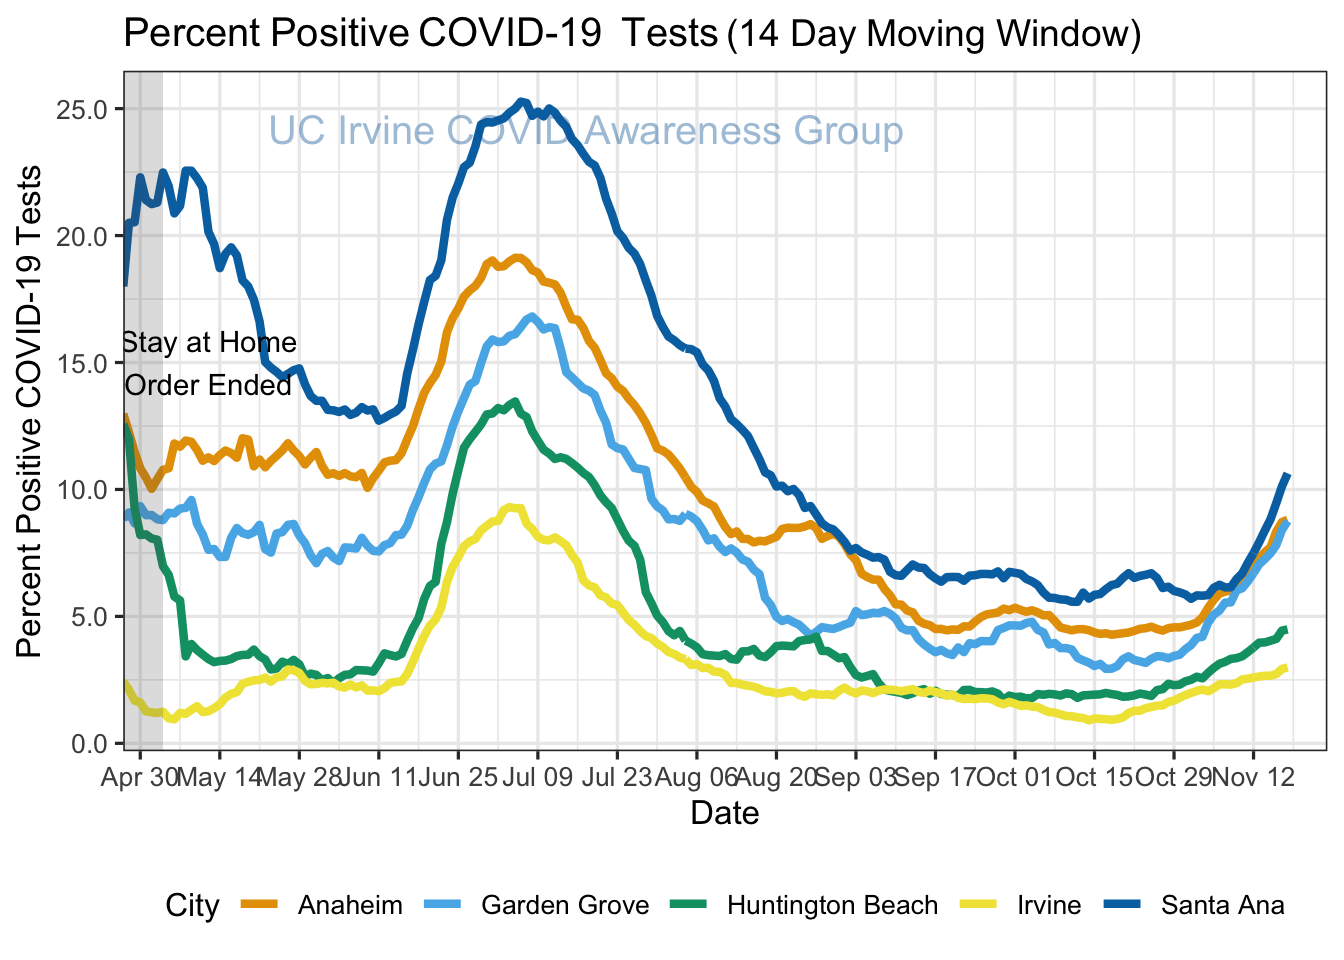 Percent Positive COVID-19 Tests (14 Day Moving Window)
UC Irvine COVID Awareness Group
Stay at Home
Order Ended
Percent Positive COVID-19 Tests
25.0
20.0
15.0
10.0
5.0
0.0
Apr 30 May 14 May 28 Jun 11 Jun 25 Jul 09 Jul 23 Aug 06 Aug 20 Sep 03 Sep 17 Oct 01 Oct 15 Oct 29 Nov 12
Date
City Anaheim Garden Grove Huntington Beach Irvine Santa Ana